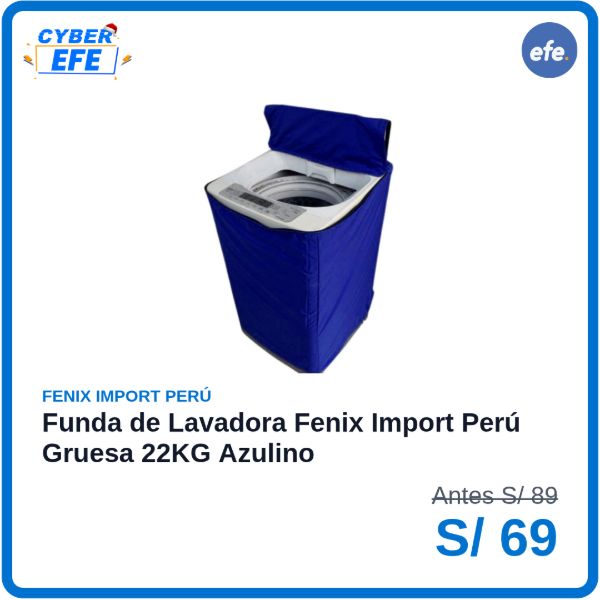 CYBER
EFE
efe.
FENIX IMPORT PERÚ
Funda de Lavadora Fenix Import Perú
Gruesa 22KG Azulino
Antes S/ 89
S/ 69